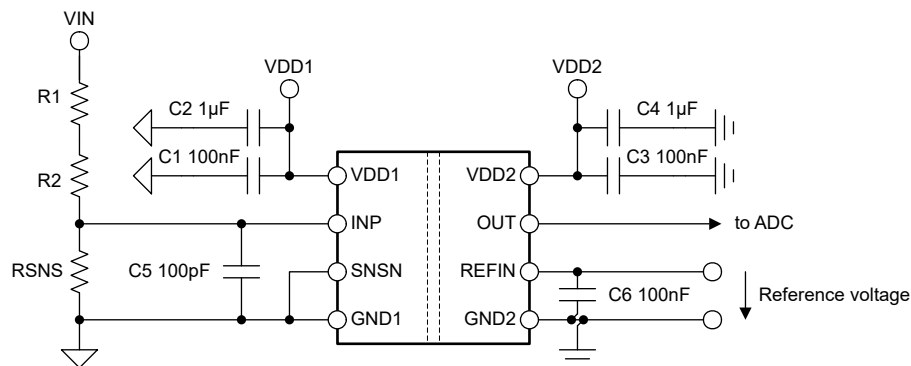 VIN
VDD1
VDD2
R1
C2 1µF
C4 1µF
C1 100nF
C3 100nF
R2
VDD1
VDD2
INP
OUT
to ADC
RSNS
C5 100pF
SNSN
REFIN
C6 100nF
Reference voltage
GND1
GND2